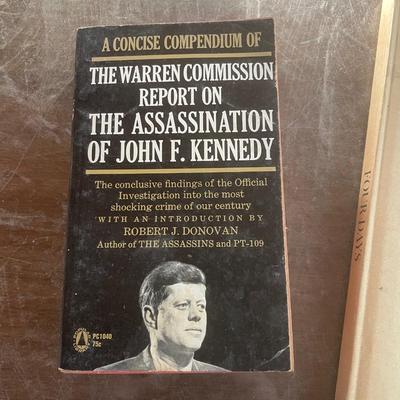 A CONCISE COMPENDIUM OF
THE WARREN COMMISSION
REPORT ON
THE ASSASSINATION
OF JOHN F. KENNEDY
The conclusive findings of the Official
Investigation into the most
shocking crime of our century
WITH AN INTRODUCTION BY
ROBERT J. DONOVAN
Author of THE ASSASSINS and PT-109
PC1040
75c
FOUR DAYS